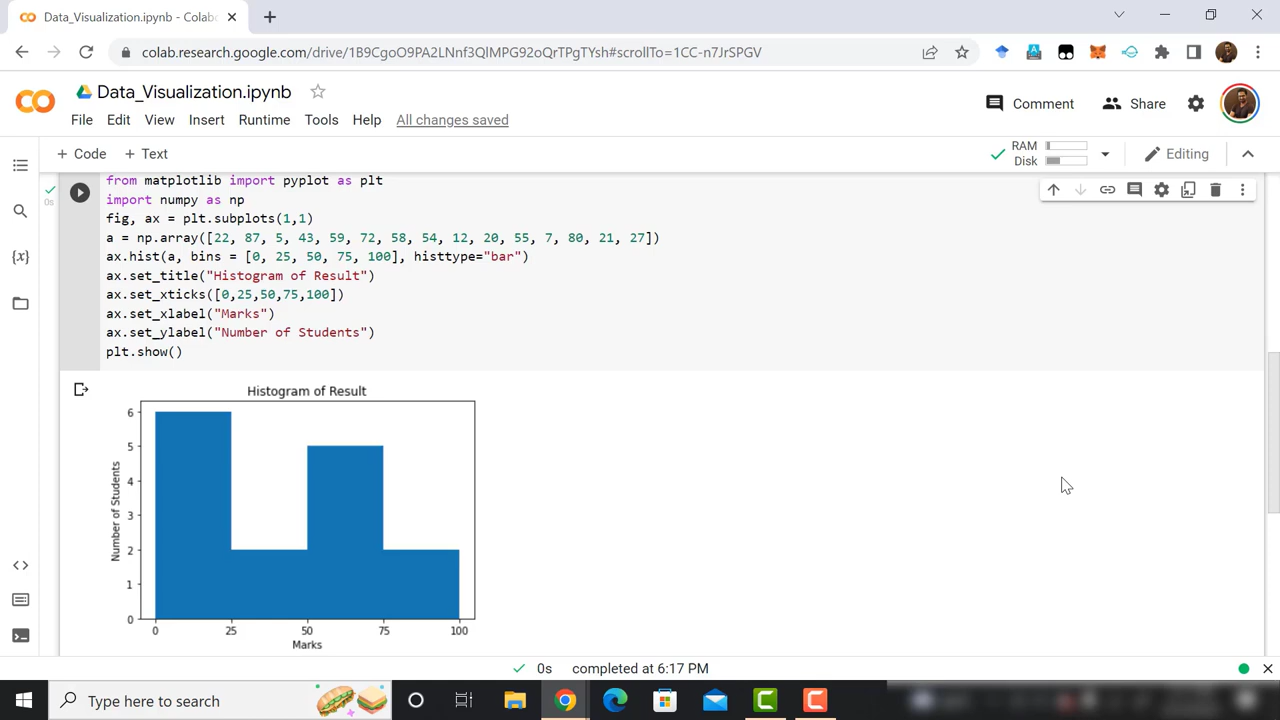 Data_Visualization.ipynb - Colab
colab.research.google.com/drive/1B9CgoO9PA2LNnf3QlMPG92oQrTPgTYsh#scrollTo=1CC-n7JrSPGV
Data_Visualization.ipynb
Comment
Share
File Edit View Insert Runtime Tools Help All changes saved
+ Code + Text
RAM
Disk
Editing
from matplotlib import pyplot as plt
import numpy as np
fig, ax = plt.subplots(1,1)
a = np.array([22, 87, 5, 43, 59, 72, 58, 54, 12, 20, 55, 7, 80, 21, 27])
ax.hist(a, bins = [0, 25, 50, 75, 100], histtype="bar")
ax.set_title("Histogram of Result")
ax.set_xticks([0,25,50,75,100])
ax.set_xlabel("Marks")
ax.set_ylabel("Number of Students")
plt.show()
0s
{x}
Histogram of Result
Number of Students
6
5
4
3
2
1
0
0 25 50 75 100
Marks
0s completed at 6:17 PM
Type here to search